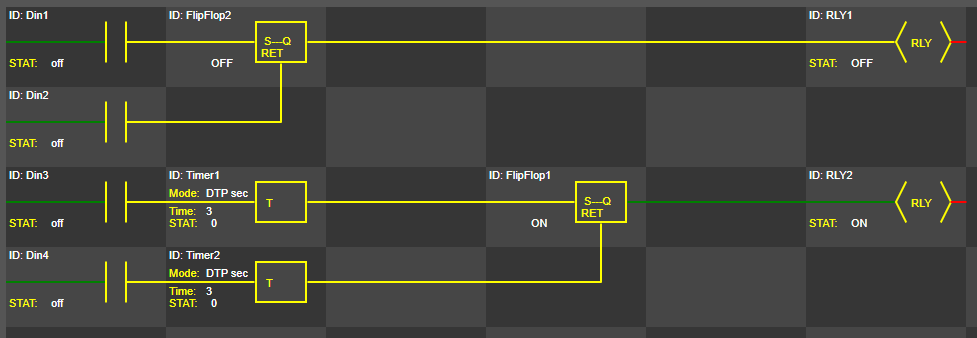 ID: Din1
ID: FlipFlop2
ID: RLY1
S—Q
RET
RLY
STAT: off
OFF
STAT: OFF
ID: Din2
STAT: off
ID: Din3
ID: Timer1
ID: FlipFlop1
ID: RLY2
Mode: DTP sec
T
S—Q
RET
RLY
Time: 3
STAT: off
STAT: 0
ON
STAT: ON
ID: Din4
ID: Timer2
Mode: DTP sec
T
Time: 3
STAT: off
STAT: 0